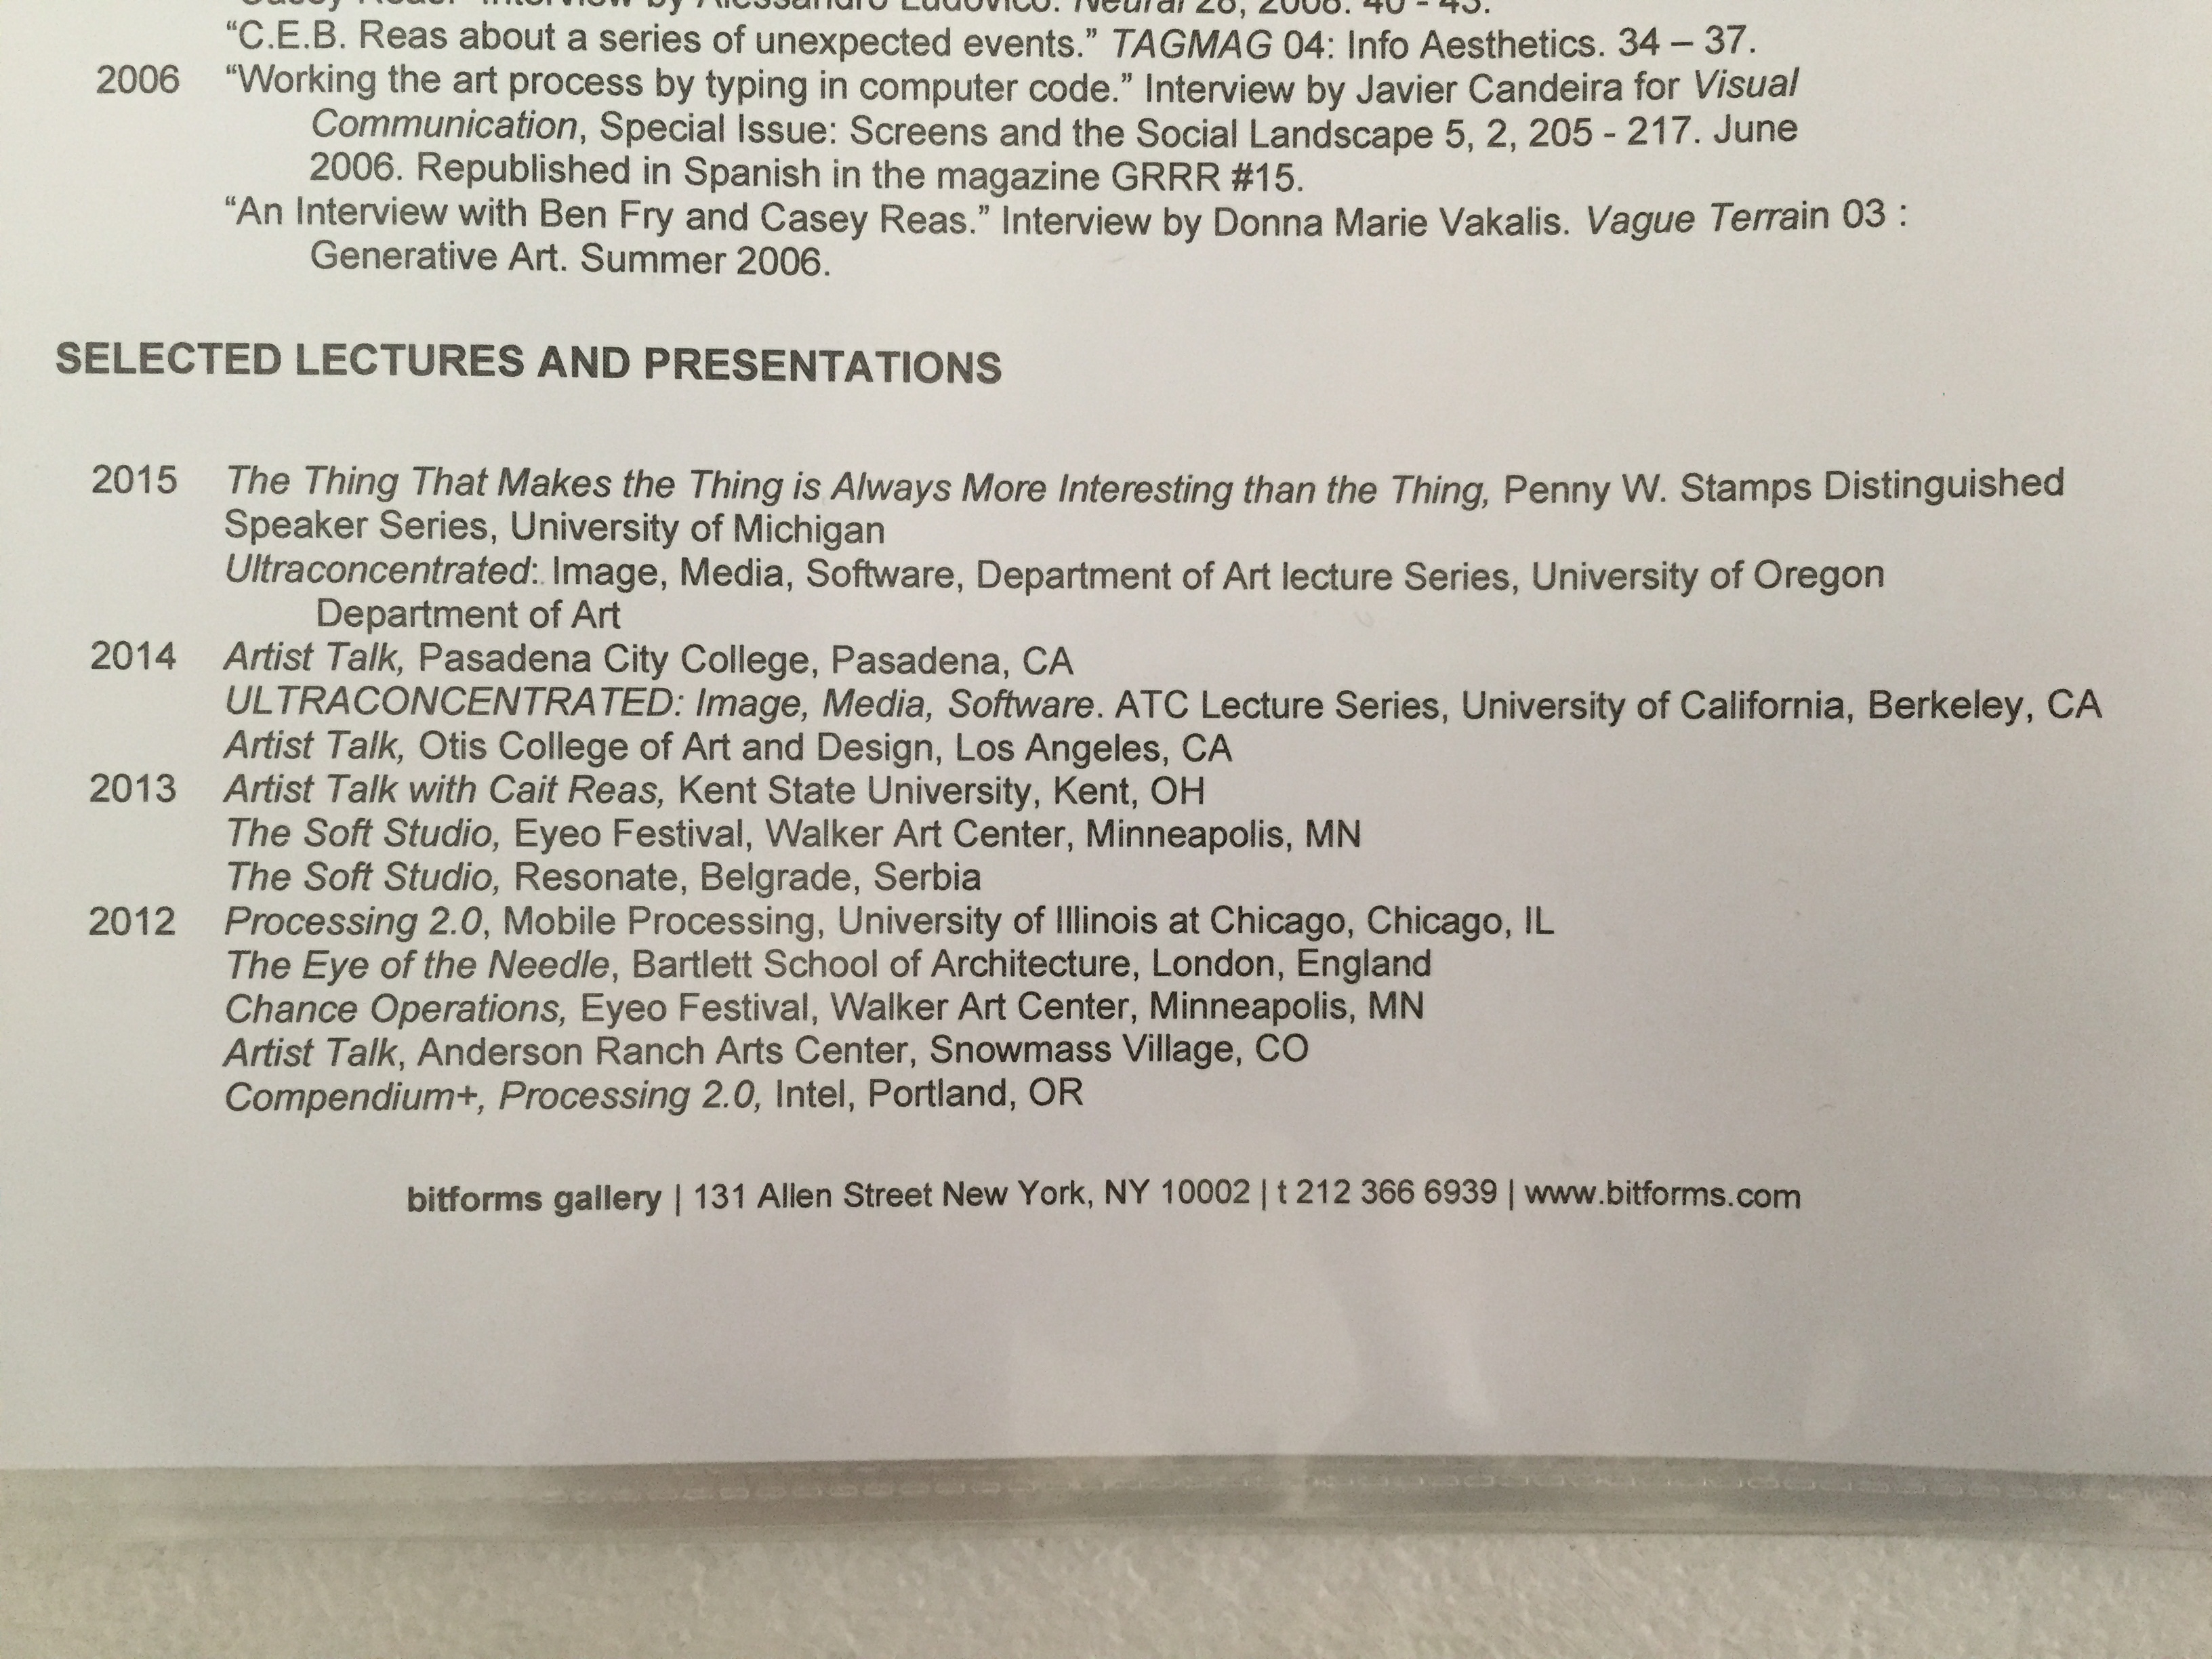 Interview by Alessandro Ludovico. Neural 28, 2008. 40 - 45.
“C.E.B. Reas about a series of unexpected events.” TAGMAG 04: Info Aesthetics. 34 – 37.
2006 “Working the art process by typing in computer code.” Interview by Javier Candeira for Visual
Communication, Special Issue: Screens and the Social Landscape 5, 2, 205 - 217. June
2006. Republished in Spanish in the magazine GRRR #15.
“An Interview with Ben Fry and Casey Reas.” Interview by Donna Marie Vakalis. Vague Terrain 03 :
Generative Art. Summer 2006.
SELECTED LECTURES AND PRESENTATIONS
2015 The Thing That Makes the Thing is Always More Interesting than the Thing, Penny W. Stamps Distinguished
Speaker Series, University of Michigan
Ultraconcentrated: Image, Media, Software, Department of Art lecture Series, University of Oregon
Department of Art
2014 Artist Talk, Pasadena City College, Pasadena, CA
ULTRACONCENTRATED: Image, Media, Software. ATC Lecture Series, University of California, Berkeley, CA
Artist Talk, Otis College of Art and Design, Los Angeles, CA
2013 Artist Talk with Cait Reas, Kent State University, Kent, OH
The Soft Studio, Eyeo Festival, Walker Art Center, Minneapolis, MN
The Soft Studio, Resonate, Belgrade, Serbia
2012 Processing 2.0, Mobile Processing, University of Illinois at Chicago, Chicago, IL
The Eye of the Needle, Bartlett School of Architecture, London, England
Chance Operations, Eyeo Festival, Walker Art Center, Minneapolis, MN
Artist Talk, Anderson Ranch Arts Center, Snowmass Village, CO
Compendium+, Processing 2.0, Intel, Portland, OR
bitforms gallery | 131 Allen Street New York, NY 10002 | t 212 366 6939 | www.bitforms.com